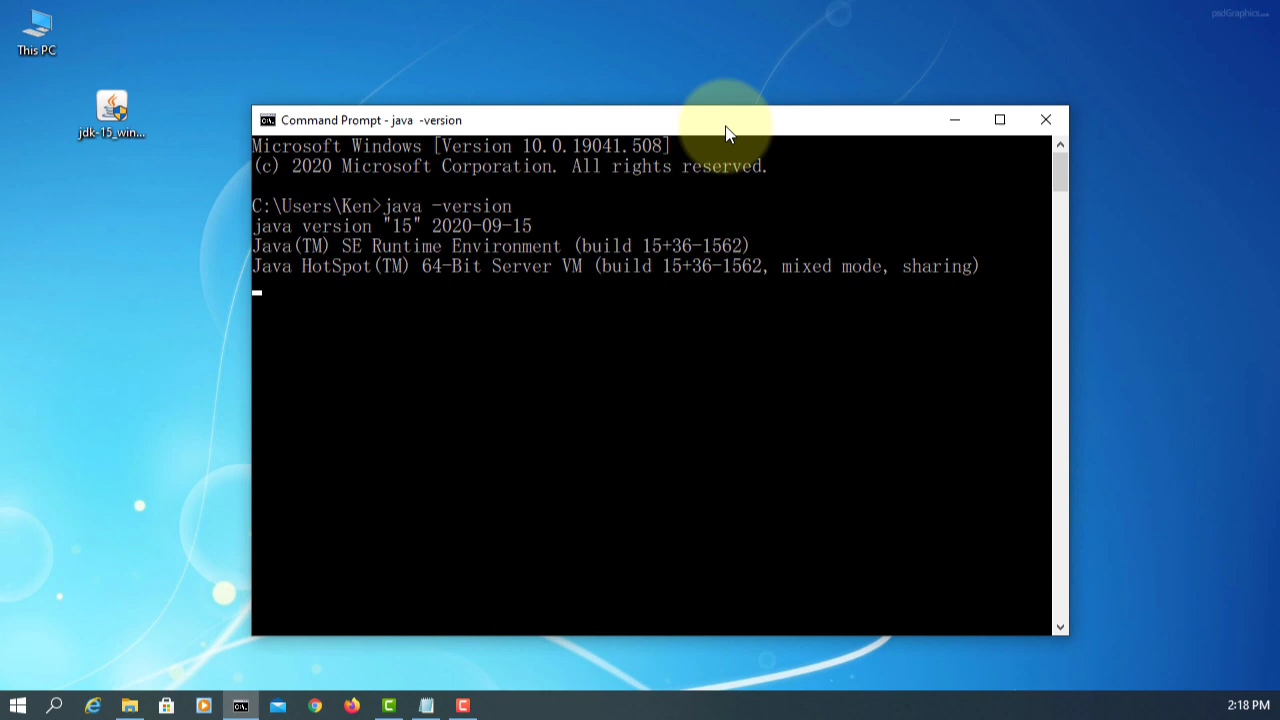 psdGraphics.com
This PC
jdk-15_win...
Command Prompt - java  -version
Microsoft Windows [Version 10.0.19041.508]
(c) 2020 Microsoft Corporation. All rights reserved.
C:\Users\Ken>java -version
java version "15" 2020-09-15
Java(TM) SE Runtime Environment (build 15+36-1562)
Java HotSpot(TM) 64-Bit Server VM (build 15+36-1562, mixed mode, sharing)
2:18 PM